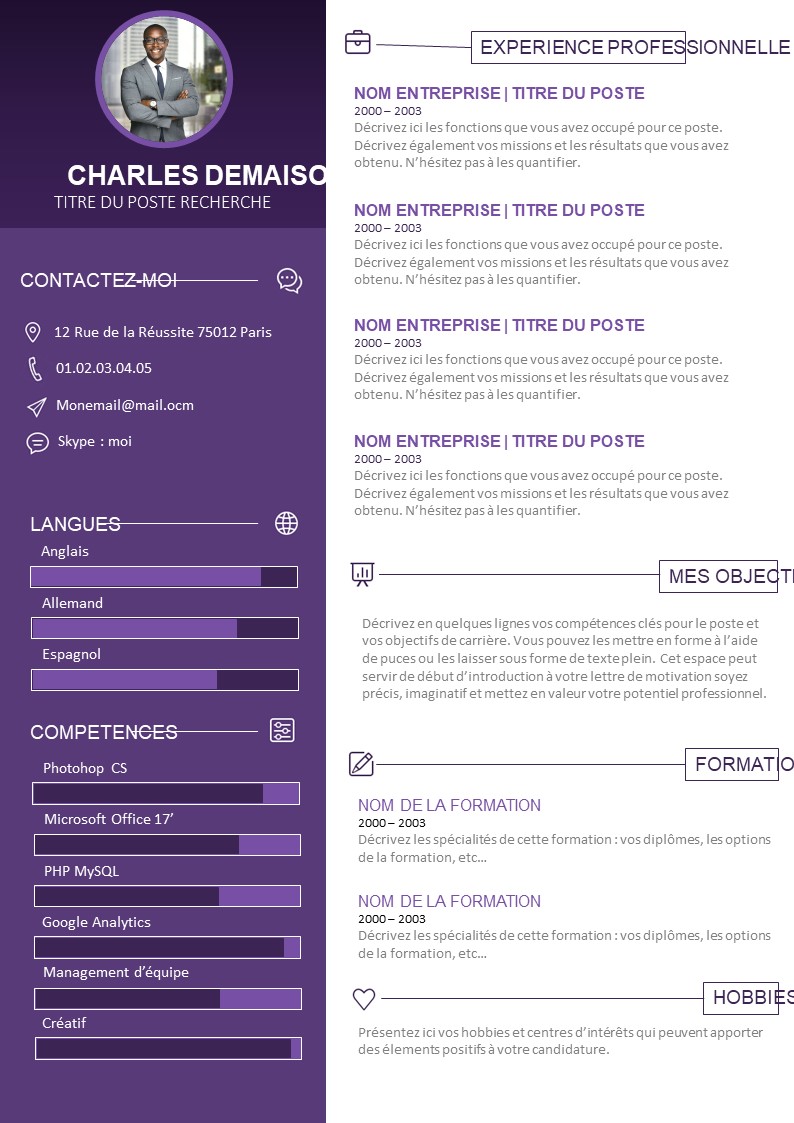 CHARLES DEMAISO
TITRE DU POSTE RECHERCHE
CONTACTEZ-MOI
12 Rue de la Réussite 75012 Paris
01.02.03.04.05
Monemail@mail.ocm
Skype : moi
LANGUES
Anglais
Allemand
Espagnol
COMPETENCES
Photohop CS
Microsoft Office 17’
PHP MySQL
Google Analytics
Management d’équipe
Créatif
EXPERIENCE PROFESSIONNELLE
NOM ENTREPRISE | TITRE DU POSTE
2000 – 2003
Décrivez ici les fonctions que vous avez occupé pour ce poste.
Décrivez également vos missions et les résultats que vous avez
obtenu. N’hésitez pas à les quantifier.
NOM ENTREPRISE | TITRE DU POSTE
2000 – 2003
Décrivez ici les fonctions que vous avez occupé pour ce poste.
Décrivez également vos missions et les résultats que vous avez
obtenu. N’hésitez pas à les quantifier.
NOM ENTREPRISE | TITRE DU POSTE
2000 – 2003
Décrivez ici les fonctions que vous avez occupé pour ce poste.
Décrivez également vos missions et les résultats que vous avez
obtenu. N’hésitez pas à les quantifier.
NOM ENTREPRISE | TITRE DU POSTE
2000 – 2003
Décrivez ici les fonctions que vous avez occupé pour ce poste.
Décrivez également vos missions et les résultats que vous avez
obtenu. N’hésitez pas à les quantifier.
MES OBJECTI
Décrivez en quelques lignes vos compétences clés pour le poste et
vos objectifs de carrière. Vous pouvez les mettre en forme à l’aide
de puces ou les laisser sous forme de texte plein. Cet espace peut
servir de début d’introduction à votre lettre de motivation soyez
précis, imaginatif et mettez en valeur votre potentiel professionnel.
FORMATIO
NOM DE LA FORMATION
2000 – 2003
Décrivez les spécialités de cette formation : vos diplômes, les options
de la formation, etc…
NOM DE LA FORMATION
2000 – 2003
Décrivez les spécialités de cette formation : vos diplômes, les options
de la formation, etc…
HOBBIES
Présentez ici vos hobbies et centres d’intérêts qui peuvent apporter
des élements positifs à votre candidature.